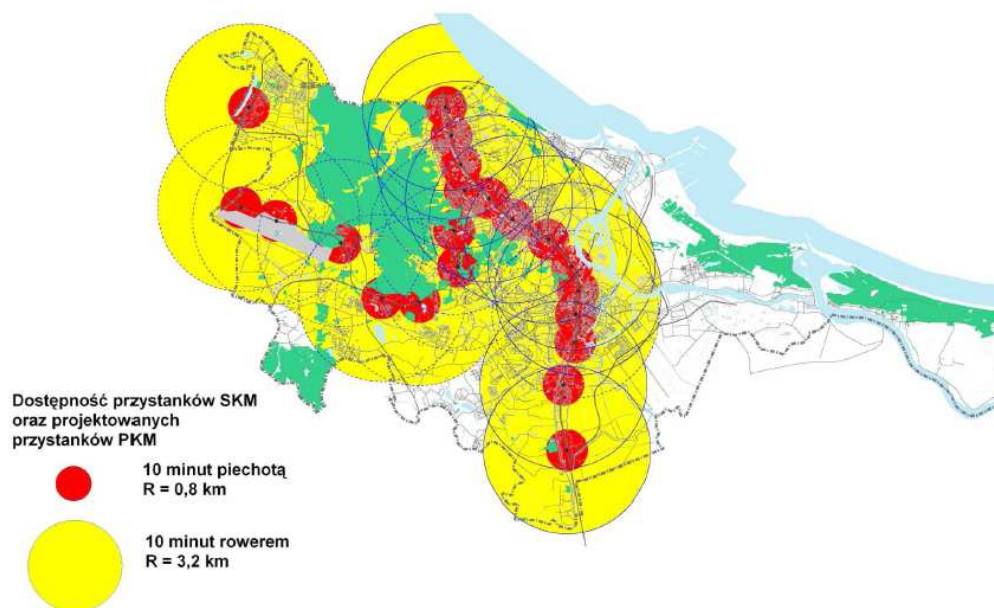 Dostępność przystanków SKM
oraz projektowanych
przystanków PKM
10 minut piechotą
R = 0,8 km
10 minut rowerem
R = 3,2 km